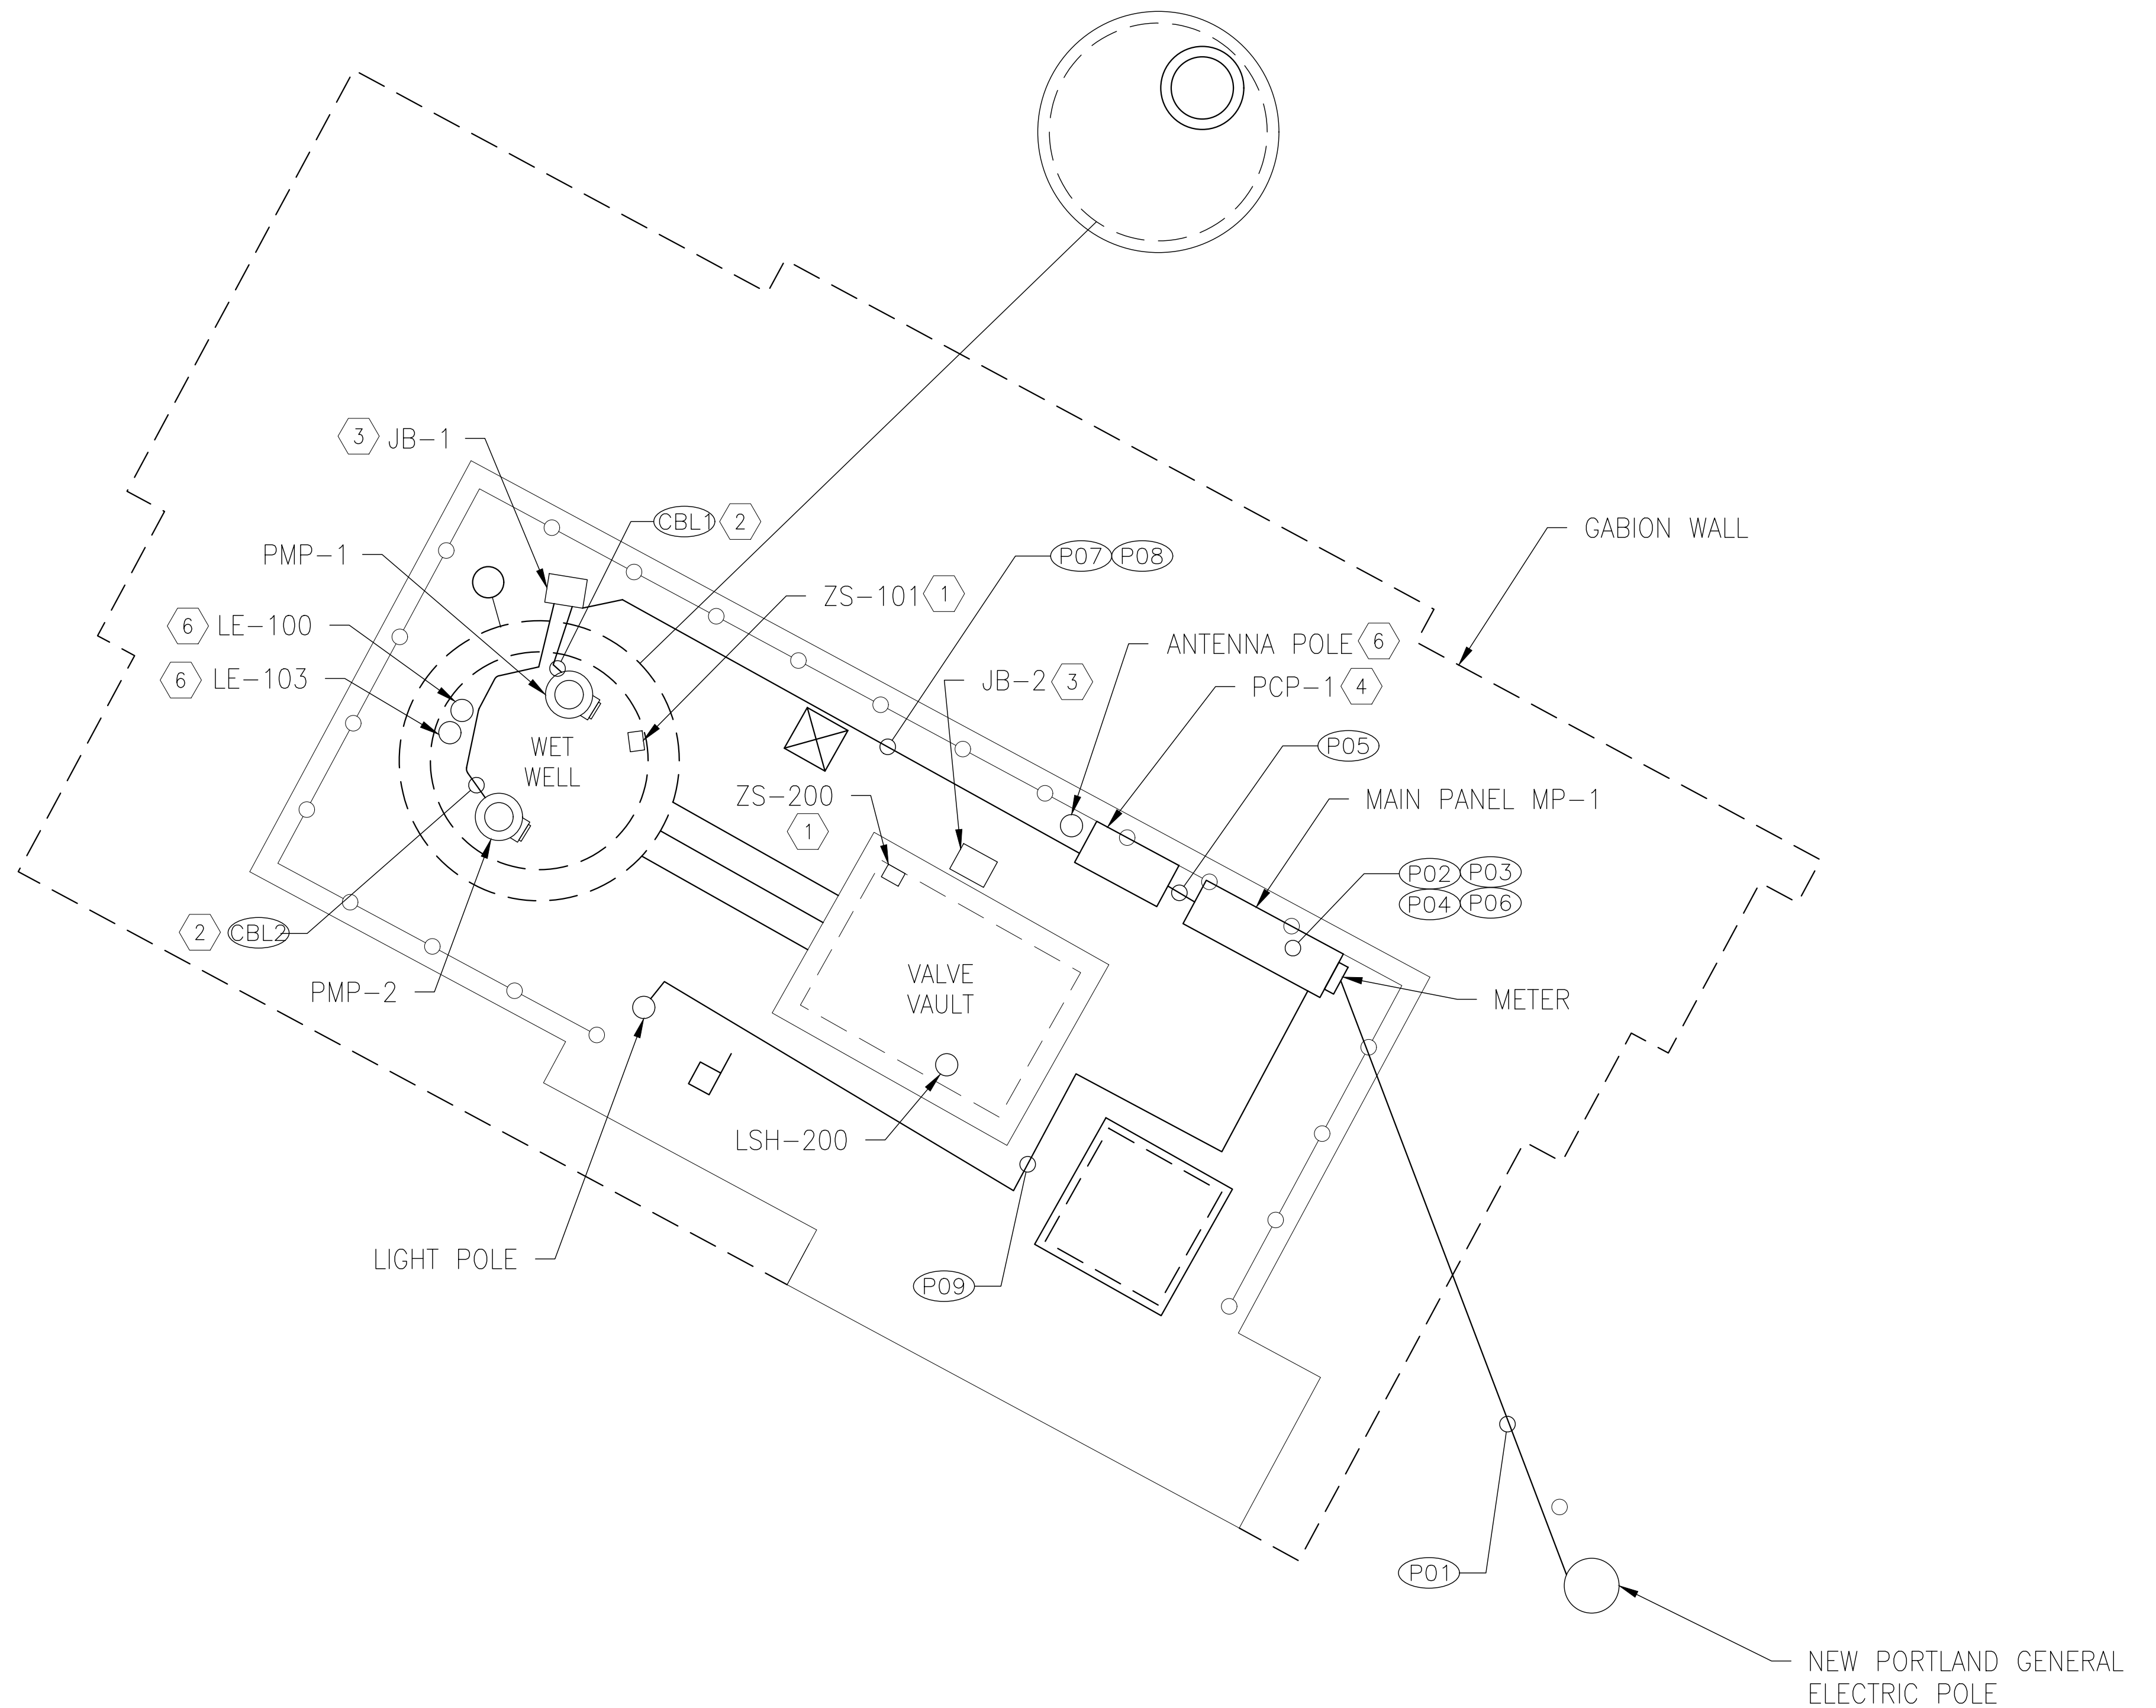 GABION WALL
3 JB-1
CBL1 2
PMP-1
P07 P08
ZS-101 1
6 LE-100
ANTENNA POLE 6
6 LE-103
JB-2 3
PCP-1 4
WET
WELL
P05
ZS-200
1
MAIN PANEL MP-1
P02 P03
P04 P06
2 CBL2
VALVE
VAULT
PMP-2
METER
LSH-200
LIGHT POLE
P09
P01
NEW PORTLAND GENERAL
ELECTRIC POLE